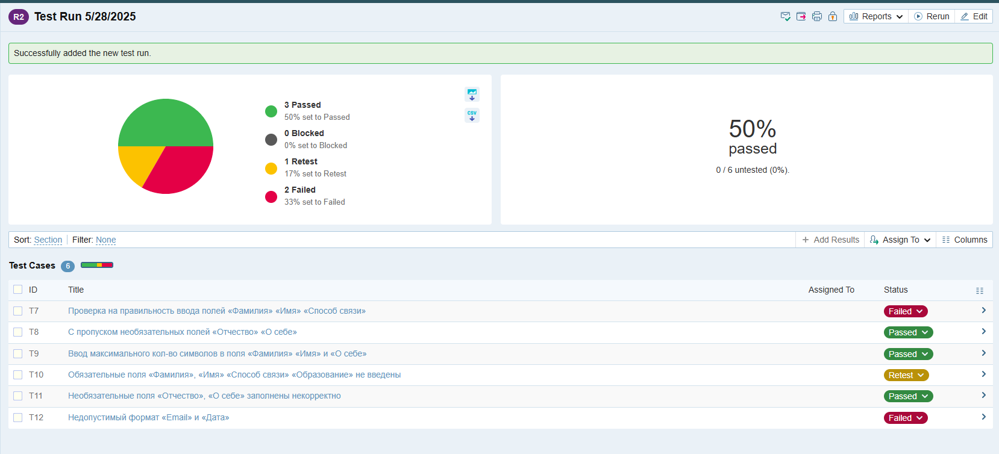 R2 Test Run 5/28/2025
Reports Rerun Edit
Successfully added the new test run.
3 Passed
50% set to Passed
0 Blocked
0% set to Blocked
1 Retest
17% set to Retest
2 Failed
33% set to Failed
CSV
50%
passed
0 / 6 untested (0%).
Sort: Section Filter: None
+ Add Results Assign To Columns
Test Cases 6
ID Title Assigned To Status
T7 Проверка на правильность ввода полей «Фамилия» «Имя» «Способ связи» Failed
T8 С пропуском необязательных полей «Отчество» «О себе» Passed
T9 Ввод максимального кол-во символов в поля «Фамилия» «Имя» и «О себе» Passed
T10 Обязательные поля «Фамилия», «Имя» «Способ связи» «Образование» не введены Retest
T11 Необязательные поля «Отчество», «О себе» заполнены некорректно Passed
T12 Недопустимый формат «Email» и «Дата» Failed